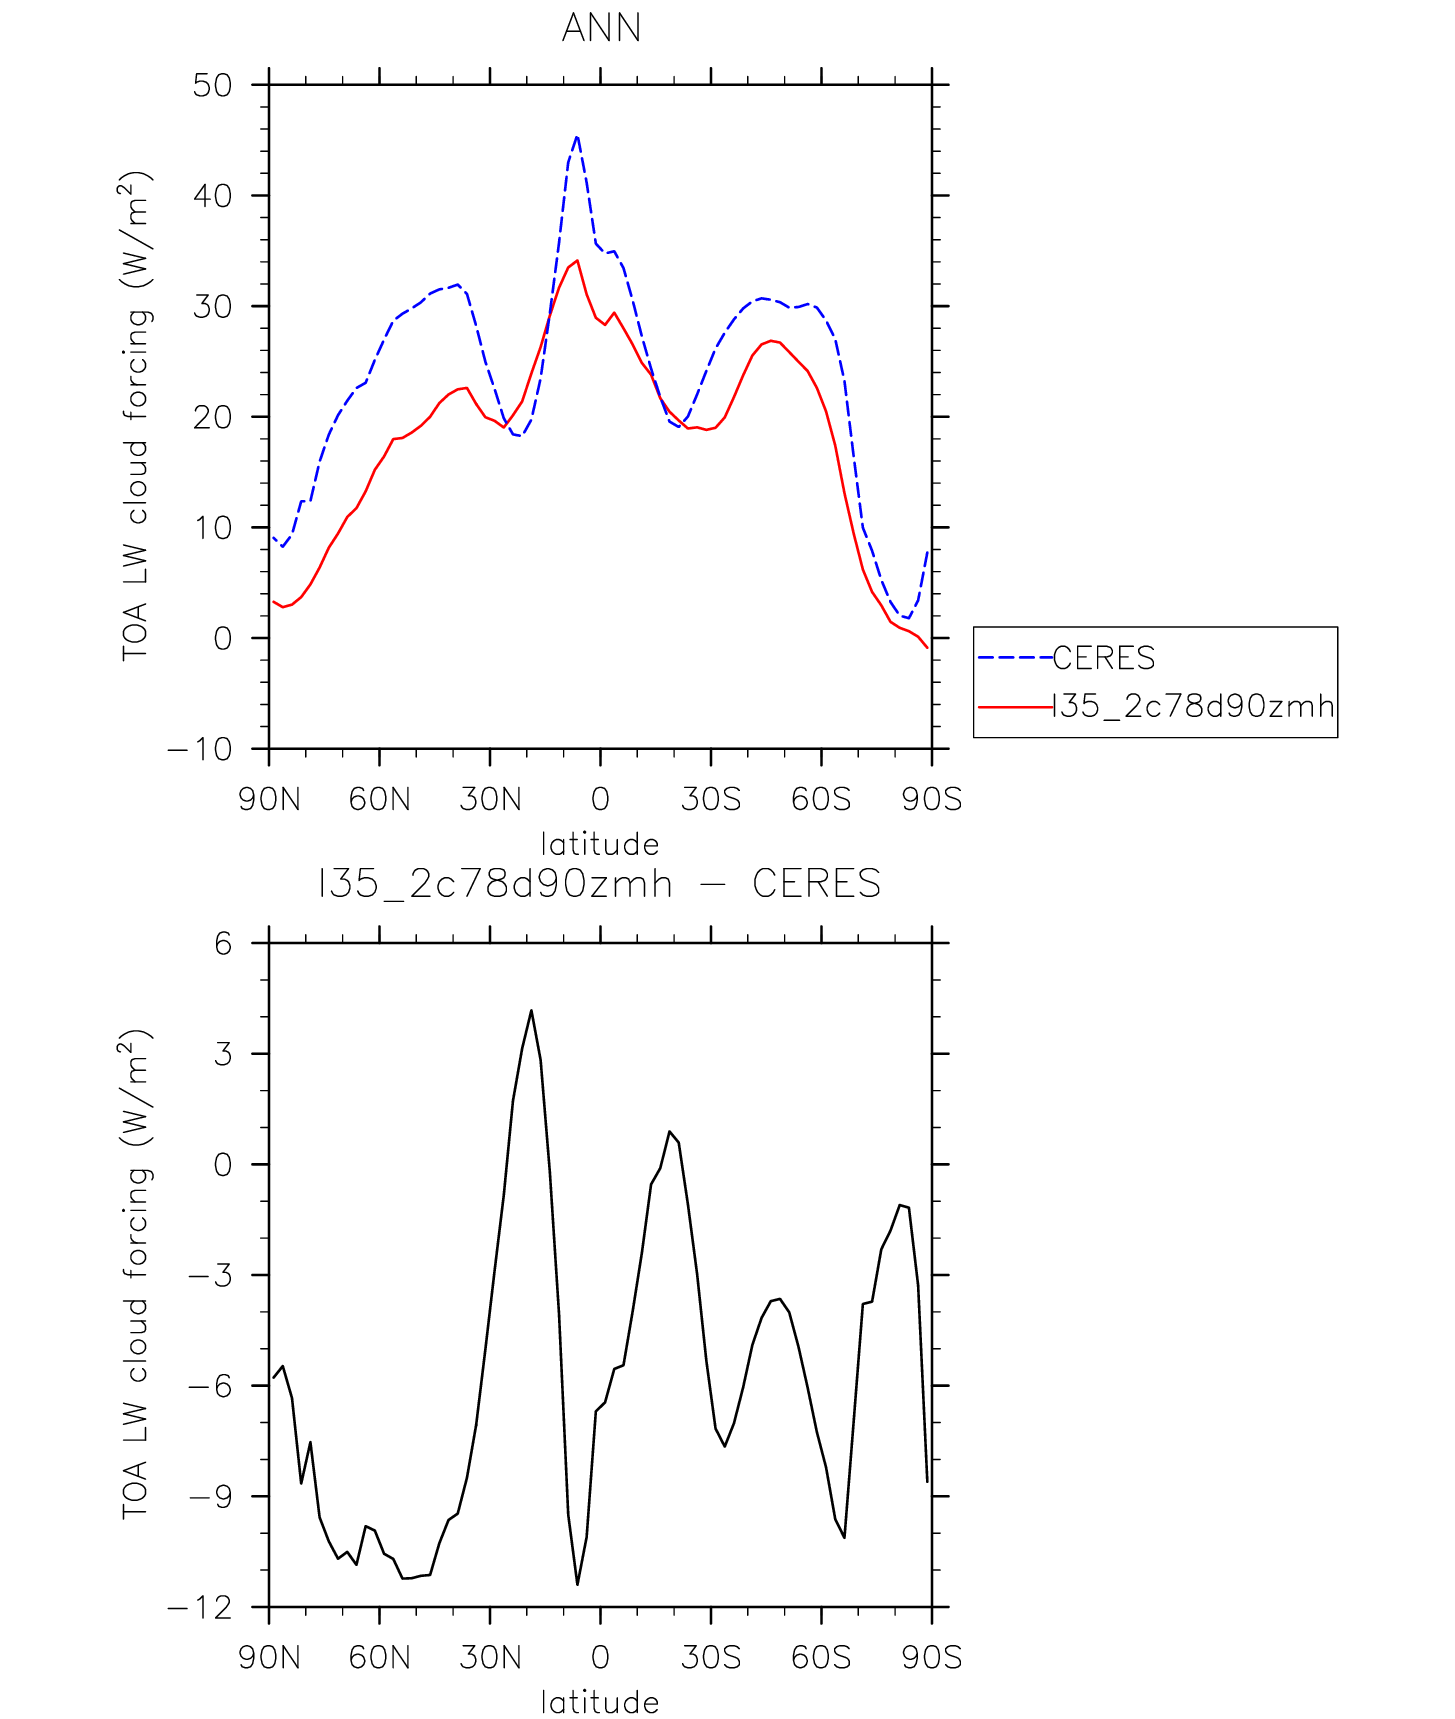 ANN
TOA LW cloud forcing (W/m²)
50
40
30
20
10
0
−10
90N 60N 30N 0 30S 60S 90S
latitude
CERES
I35_2c78d90zmh
I35_2c78d90zmh − CERES
TOA LW cloud forcing (W/m²)
6
3
0
−3
−6
−9
−12
90N 60N 30N 0 30S 60S 90S
latitude